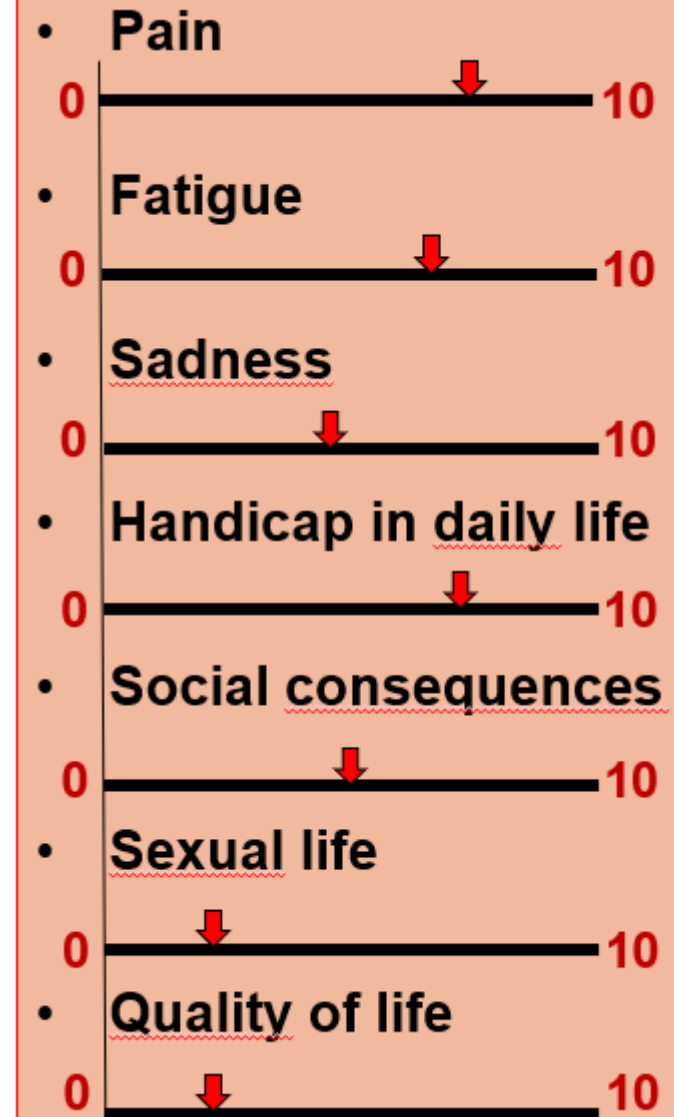 • Pain
0 10
• Fatigue
0 10
• Sadness
0 10
• Handicap in daily life
0 10
• Social consequences
0 10
• Sexual life
0 10
• Quality of life
0 10